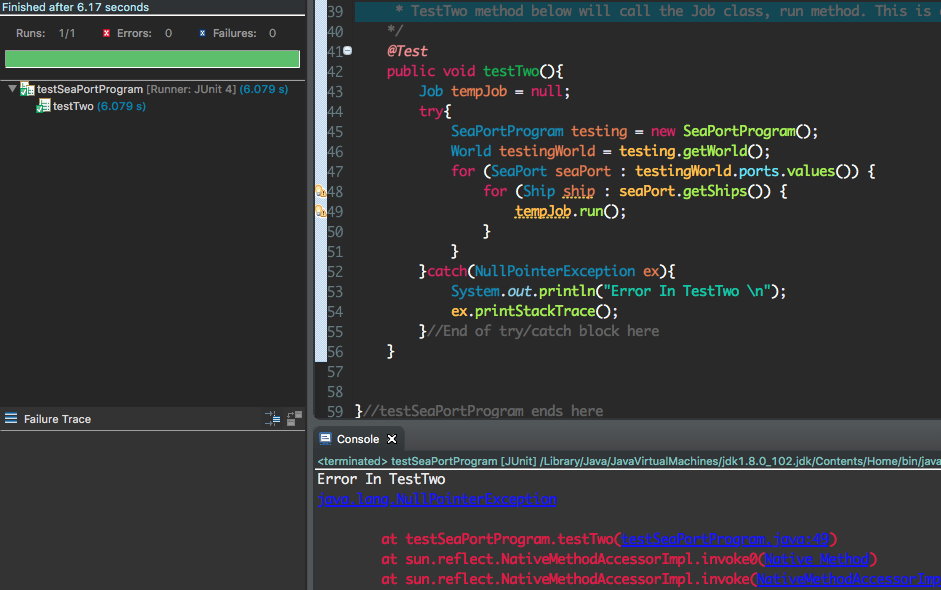 Finished after 6.17 seconds
Runs: 1/1 Errors: 0 Failures: 0
testSeaPortProgram [Runner: JUnit 4] (6.079 s)
testTwo (6.079 s)
Failure Trace
39 * TestTwo method below will call the Job class, run method. This is
40 */
41 @Test
42 public void testTwo(){
43 Job tempJob = null;
44 try{
45 SeaPortProgram testing = new SeaPortProgram();
46 World testingWorld = testing.getWorld();
47 for (SeaPort seaPort : testingWorld.ports.values()) {
48 for (Ship ship : seaPort.getShips()) {
49 tempJob.run();
50 }
51 }
52 }catch(NullPointerException ex){
53 System.out.println("Error In TestTwo \n");
54 ex.printStackTrace();
55 }//End of try/catch block here
56 }
57
58
59 }//testSeaPortProgram ends here
Console
<terminated> testSeaPortProgram [JUnit] /Library/Java/JavaVirtualMachines/jdk1.8.0_102.jdk/Contents/Home/bin/java
Error In TestTwo
java.lang.NullPointerException
at testSeaPortProgram.testTwo(testSeaPortProgram.java:49)
at sun.reflect.NativeMethodAccessorImpl.invoke0(Native Method)
at sun.reflect.NativeMethodAccessorImpl.invoke(NativeMethodAccessorImp